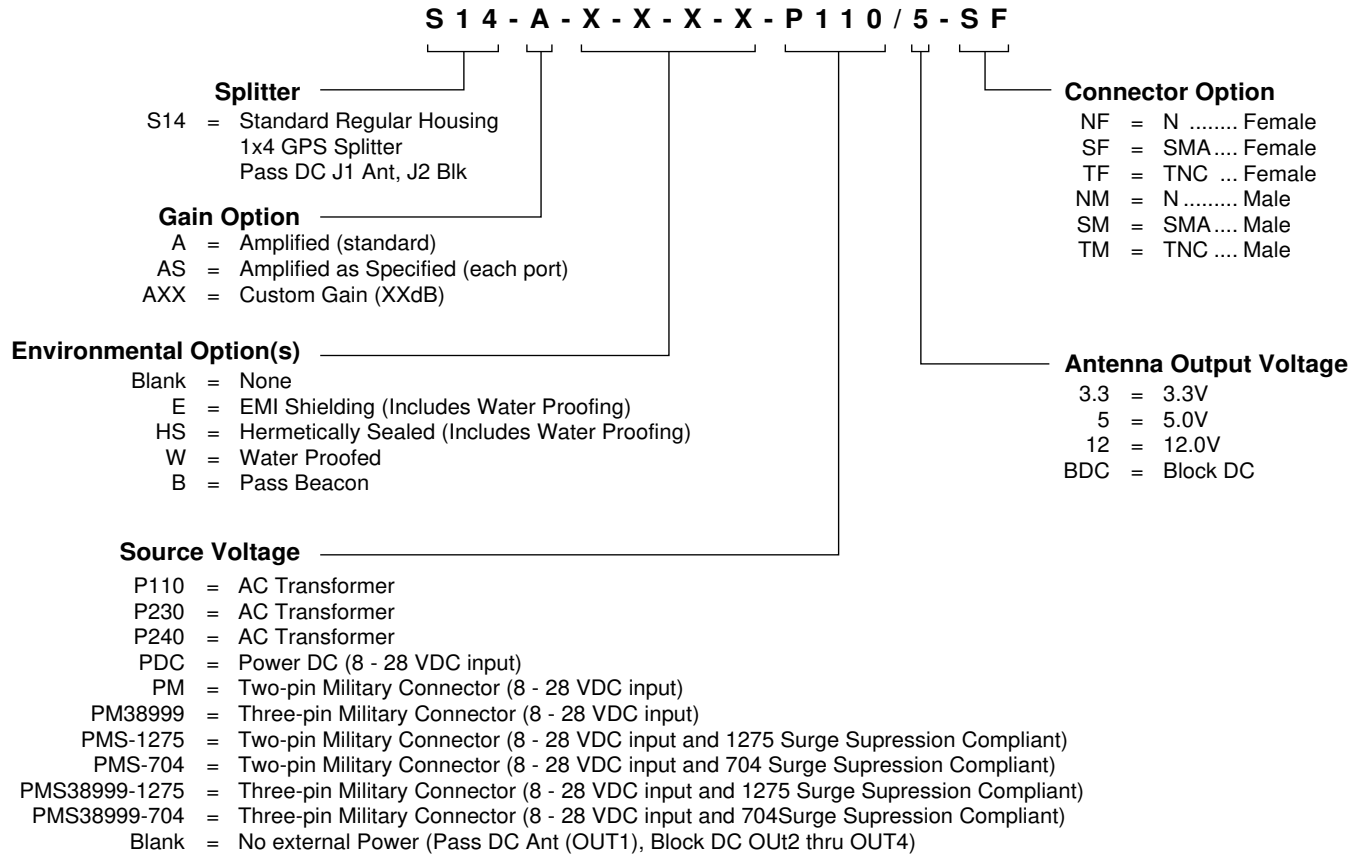 S14-A-X-X-X-X-P110/5-SF
Splitter
S14 = Standard Regular Housing
1x4 GPS Splitter
Pass DC J1 Ant, J2 Blk
Gain Option
A = Amplified (standard)
AS = Amplified as Specified (each port)
AXX = Custom Gain (XXdB)
Environmental Option(s)
Blank = None
E = EMI Shielding (Includes Water Proofing)
HS = Hermetically Sealed (Includes Water Proofing)
W = Water Proofed
B = Pass Beacon
Source Voltage
P110 = AC Transformer
P230 = AC Transformer
P240 = AC Transformer
PDC = Power DC (8 - 28 VDC input)
PM = Two-pin Military Connector (8 - 28 VDC input)
PM38999 = Three-pin Military Connector (8 - 28 VDC input)
PMS-1275 = Two-pin Military Connector (8 - 28 VDC input and 1275 Surge Supression Compliant)
PMS-704 = Two-pin Military Connector (8 - 28 VDC input and 704 Surge Supression Compliant)
PMS38999-1275 = Three-pin Military Connector (8 - 28 VDC input and 1275 Surge Supression Compliant)
PMS38999-704 = Three-pin Military Connector (8 - 28 VDC input and 704Surge Supression Compliant)
Blank = No external Power (Pass DC Ant (OUT1), Block DC OUt2 thru OUT4)
Connector Option
NF = N ........ Female
SF = SMA .... Female
TF = TNC ... Female
NM = N ......... Male
SM = SMA .... Male
TM = TNC .... Male
Antenna Output Voltage
3.3 = 3.3V
5 = 5.0V
12 = 12.0V
BDC = Block DC